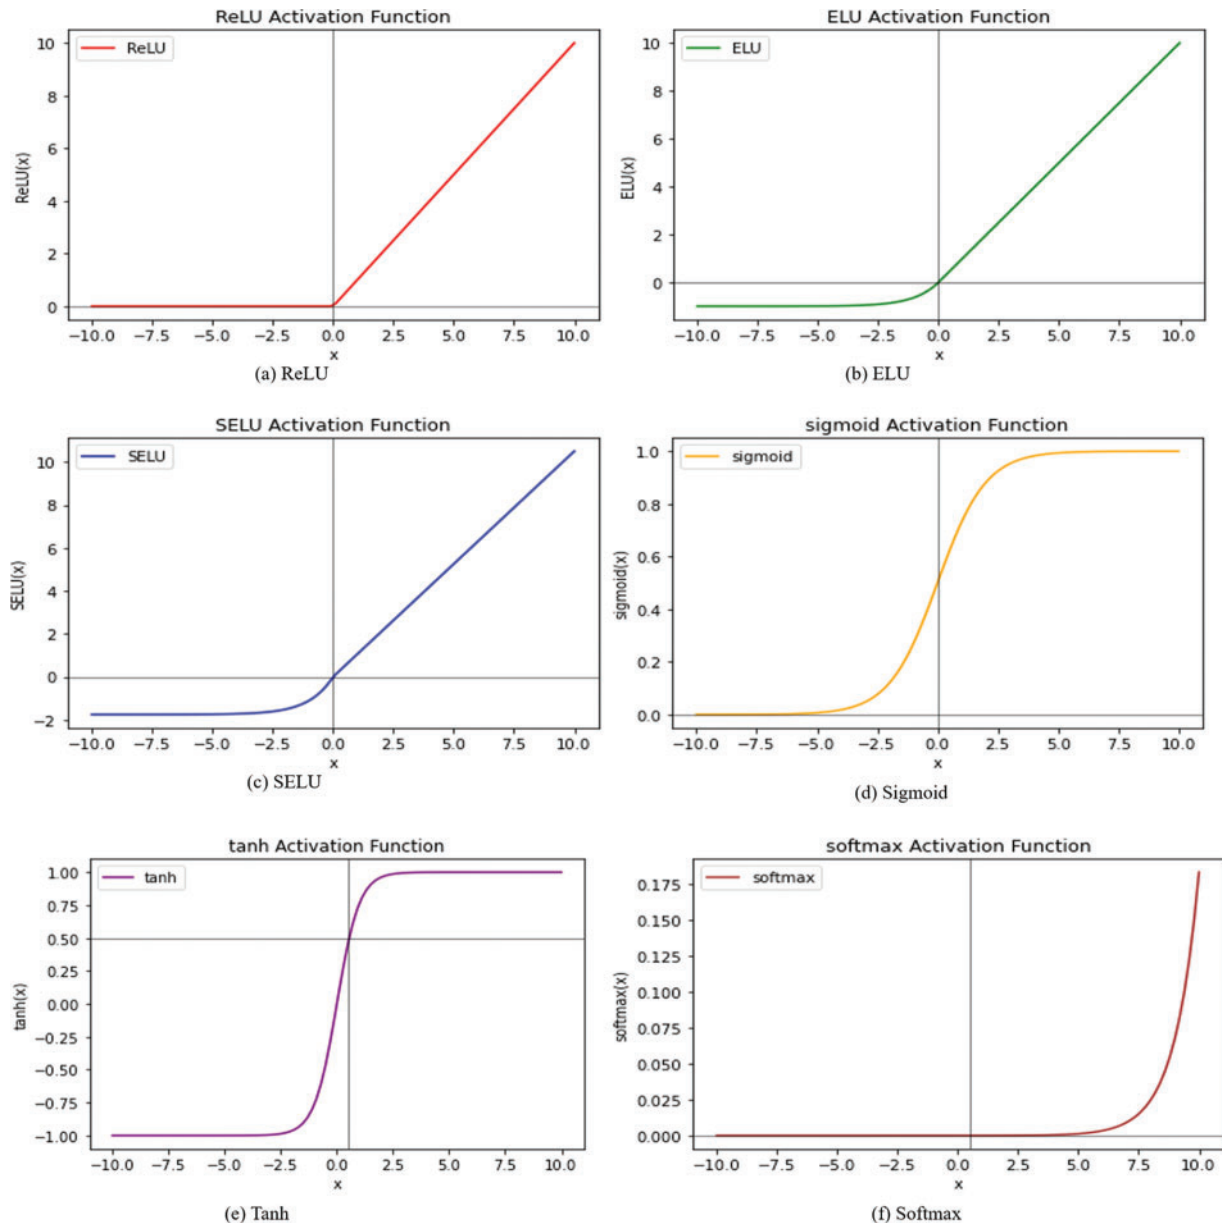 ReLU Activation Function
ReLU
10
8
6
4
2
0
ReLU(x)
−10.0 −7.5 −5.0 −2.5 0.0 2.5 5.0 7.5 10.0
x
(a) ReLU
ELU Activation Function
ELU
10
8
6
4
2
0
ELU(x)
−10.0 −7.5 −5.0 −2.5 0.0 2.5 5.0 7.5 10.0
x
(b) ELU
SELU Activation Function
SELU
10
8
6
4
2
0
−2
SELU(x)
−10.0 −7.5 −5.0 −2.5 0.0 2.5 5.0 7.5 10.0
x
(c) SELU
sigmoid Activation Function
sigmoid
1.0
0.8
0.6
0.4
0.2
0.0
sigmoid(x)
−10.0 −7.5 −5.0 −2.5 0.0 2.5 5.0 7.5 10.0
x
(d) Sigmoid
tanh Activation Function
tanh
1.00
0.75
0.50
0.25
0.00
−0.25
−0.50
−0.75
−1.00
tanh(x)
−10.0 −7.5 −5.0 −2.5 0.0 2.5 5.0 7.5 10.0
x
(e) Tanh
softmax Activation Function
softmax
0.175
0.150
0.125
0.100
0.075
0.050
0.025
0.000
softmax(x)
−10.0 −7.5 −5.0 −2.5 0.0 2.5 5.0 7.5 10.0
x
(f) Softmax